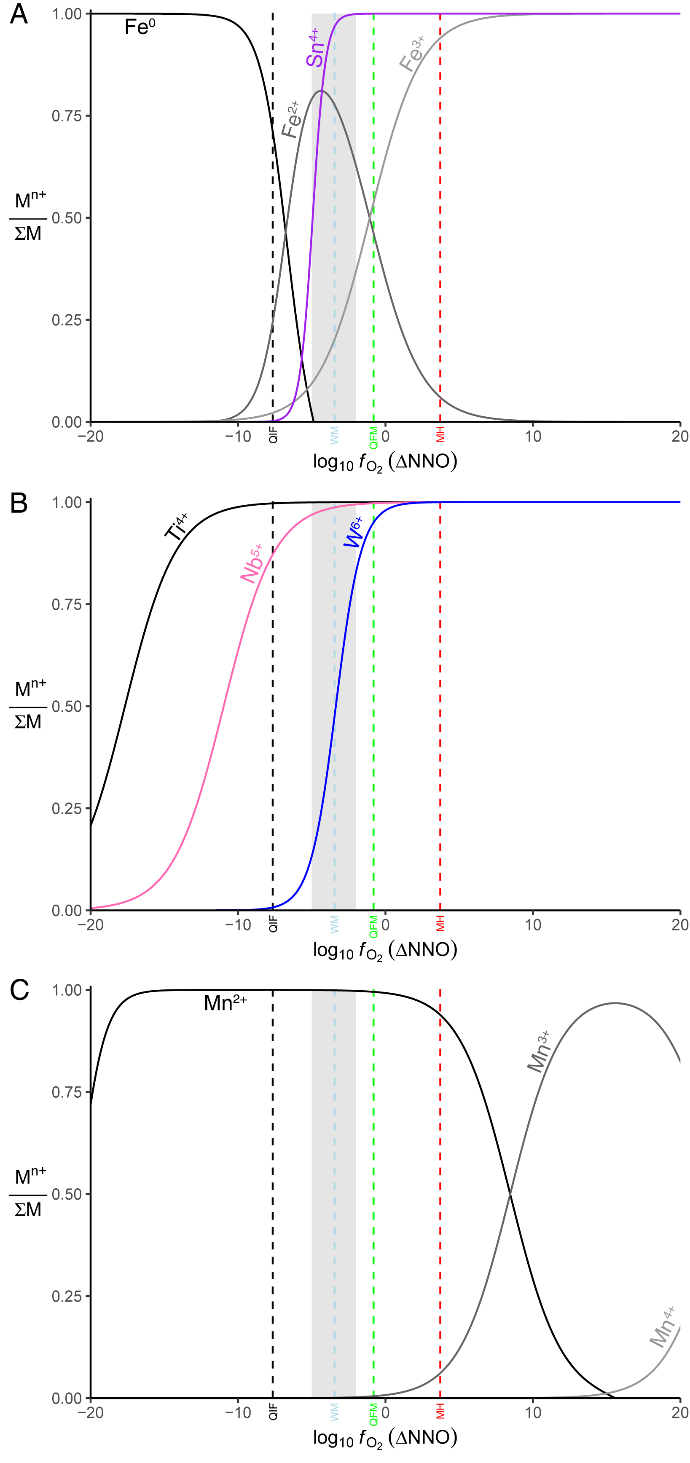 A
1.00
Fe⁰
Sn⁴⁺
Fe³⁺
Fe²⁺
0.75
Mⁿ⁺
ΣM
0.50
0.25
0.00
−20
−10
QIF
WM
QFM
0
MH
10
20
log₁₀ fO₂ (ΔNNO)
B
1.00
Ti⁴⁺
Nb⁵⁺
W⁶⁺
0.75
Mⁿ⁺
ΣM
0.50
0.25
0.00
−20
−10
QIF
WM
QFM
0
MH
10
20
log₁₀ fO₂ (ΔNNO)
C
1.00
Mn²⁺
Mn³⁺
0.75
Mⁿ⁺
ΣM
0.50
0.25
Mn⁴⁺
0.00
−20
−10
QIF
WM
QFM
0
MH
10
20
log₁₀ fO₂ (ΔNNO)